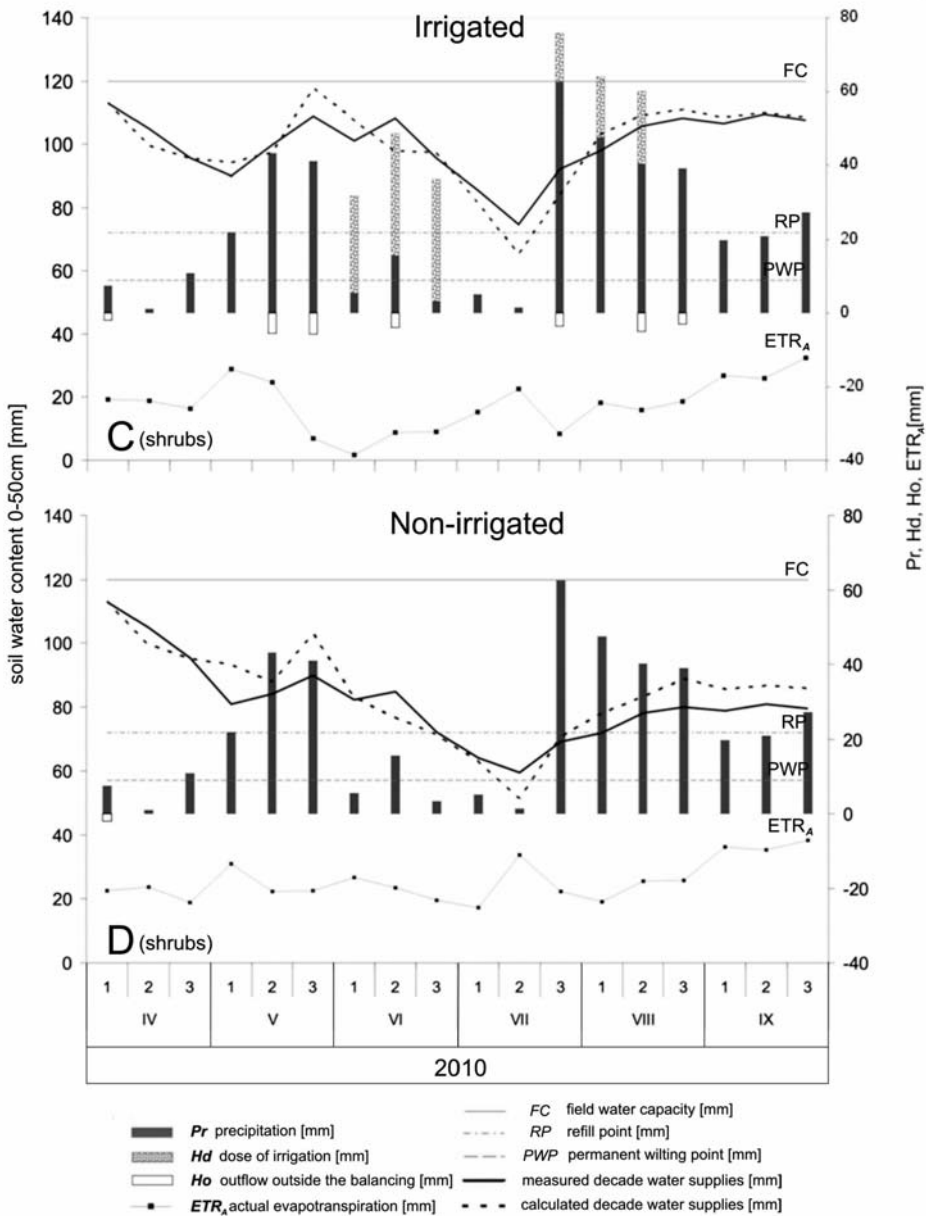 Irrigated
140
120
100
80
60
40
20
0
80
60
40
20
0
-20
-40
FC
RP
PWP
ETR_A
C (shrubs)
soil water content 0-50cm [mm]
Pr, Hd, Ho, ETR_A[mm]
Non-irrigated
140
120
100
80
60
40
20
0
80
60
40
20
0
-20
-40
FC
RP
PWP
ETR_A
D (shrubs)
1 2 3 1 2 3 1 2 3 1 2 3 1 2 3 1 2 3
IV V VI VII VIII IX
2010
Pr precipitation [mm]
Hd dose of irrigation [mm]
Ho outflow outside the balancing [mm]
ETR_A actual evapotranspiration [mm]
FC field water capacity [mm]
RP refill point [mm]
PWP permanent wilting point [mm]
measured decade water supplies [mm]
calculated decade water supplies [mm]